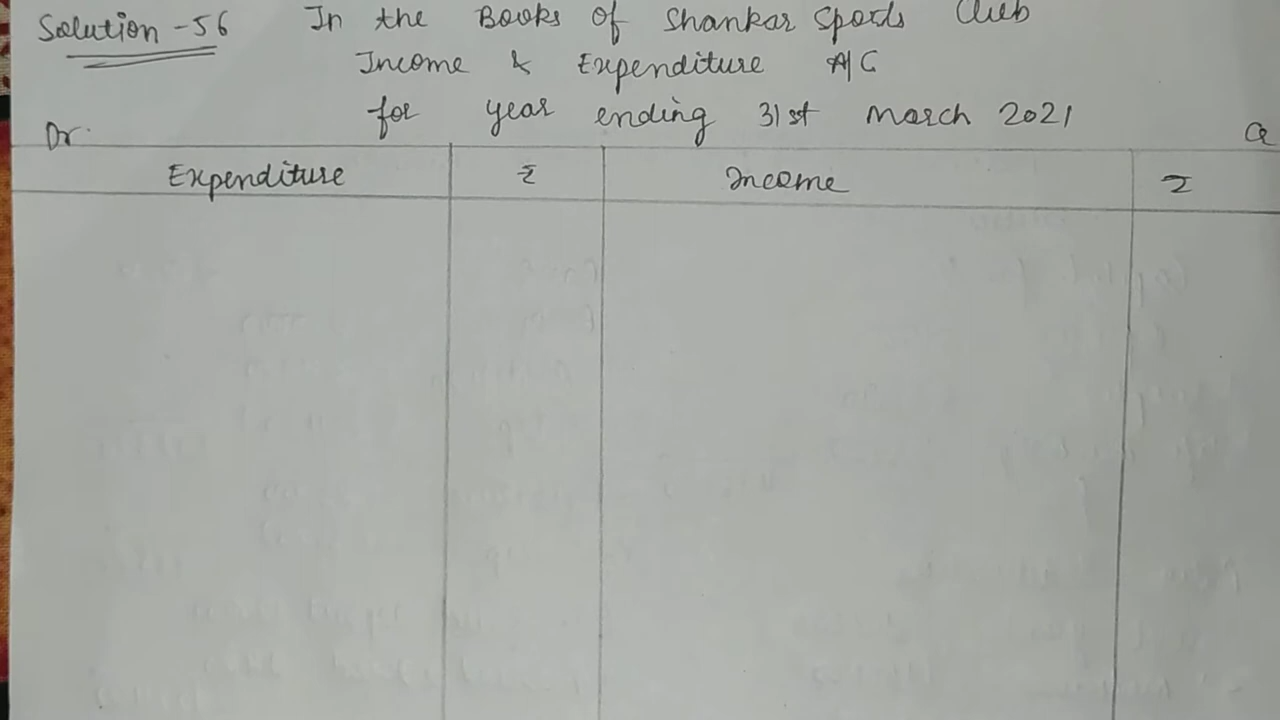 Solution - 56 In the Books of Shankar Sports Club
Income & Expenditure A/C
for year ending 31st March 2021
Dr. Cr
Expenditure ₹ Income ₹